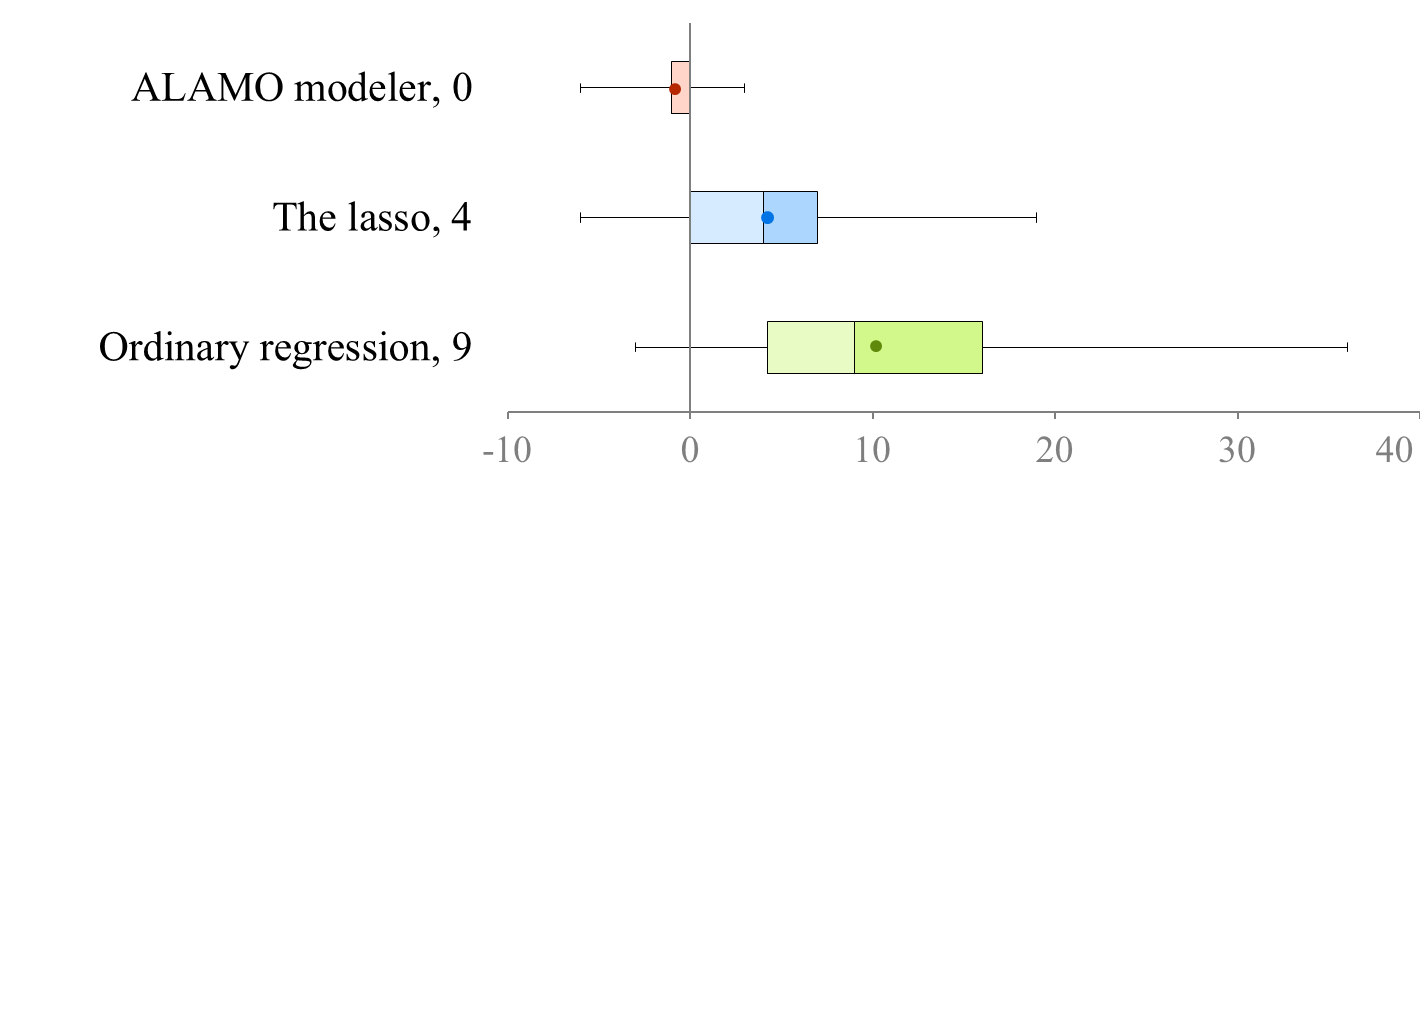 ALAMO modeler, 0
The lasso, 4
Ordinary regression, 9
-10 0 10 20 30 40